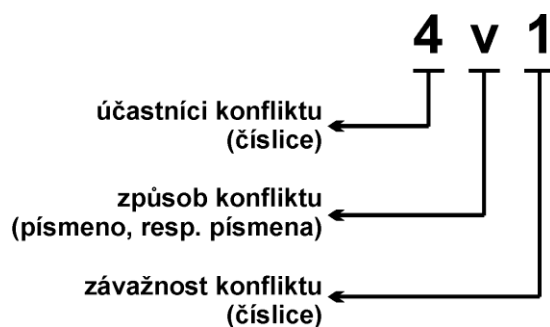 4 v 1
účastníci konfliktu
(číslice)
způsob konfliktu
(písmeno, resp. písmena)
závažnost konfliktu
(číslice)